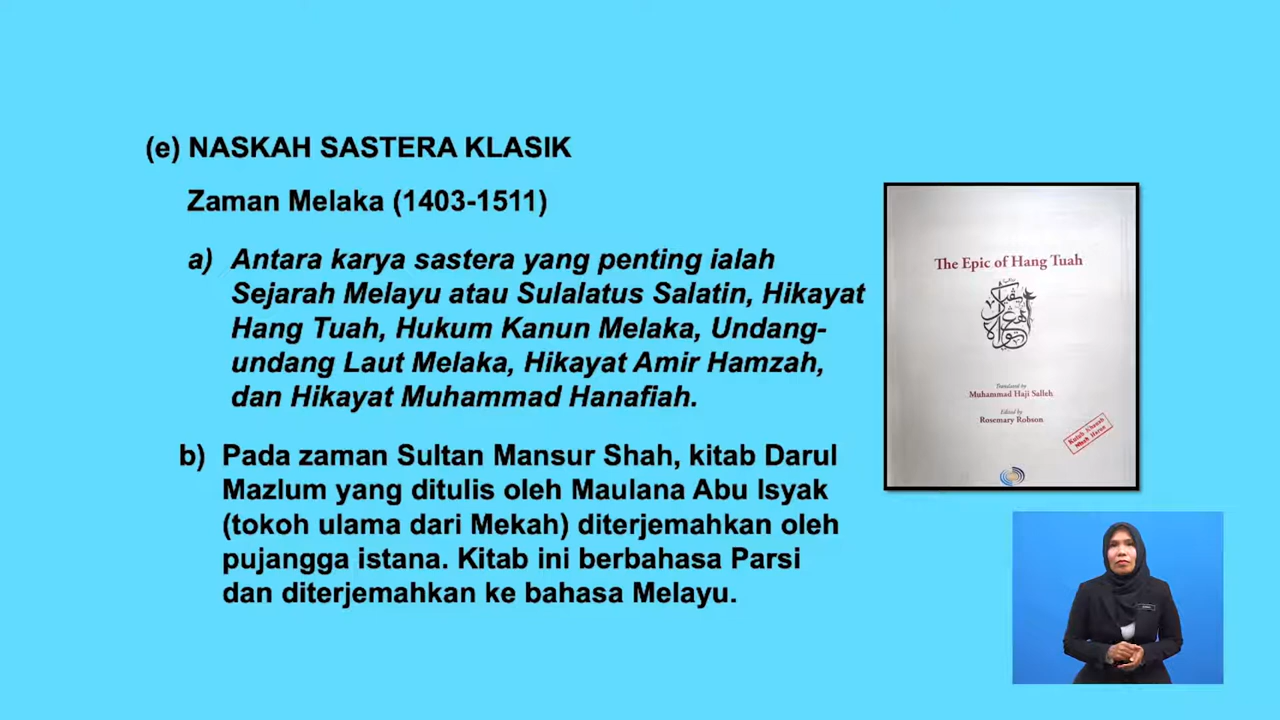 (e) NASKAH SASTERA KLASIK
Zaman Melaka (1403-1511)
a) Antara karya sastera yang penting ialah
Sejarah Melayu atau Sulalatus Salatin, Hikayat
Hang Tuah, Hukum Kanun Melaka, Undang-
undang Laut Melaka, Hikayat Amir Hamzah,
dan Hikayat Muhammad Hanafiah.
b) Pada zaman Sultan Mansur Shah, kitab Darul
Mazlum yang ditulis oleh Maulana Abu Isyak
(tokoh ulama dari Mekah) diterjemahkan oleh
pujangga istana. Kitab ini berbahasa Parsi
dan diterjemahkan ke bahasa Melayu.
The Epic of Hang Tuah
Translated by
Muhammad Haji Salleh
Edited by
Rosemary Robson